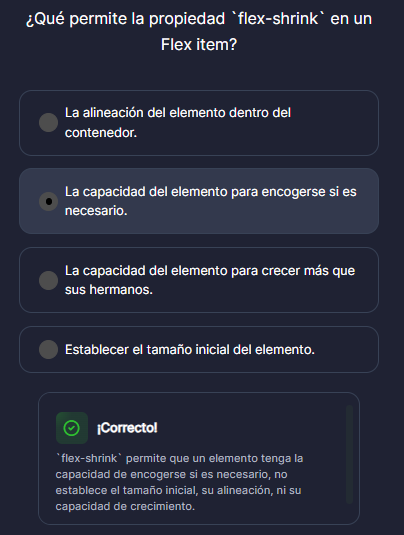 ¿Qué permite la propiedad `flex-shrink` en un
Flex item?
La alineación del elemento dentro del
contenedor.
La capacidad del elemento para encogerse si es
necesario.
La capacidad del elemento para crecer más que
sus hermanos.
Establecer el tamaño inicial del elemento.
¡Correcto!
`flex-shrink` permite que un elemento tenga la
capacidad de encogerse si es necesario, no
establece el tamaño inicial, su alineación, ni su
capacidad de crecimiento.